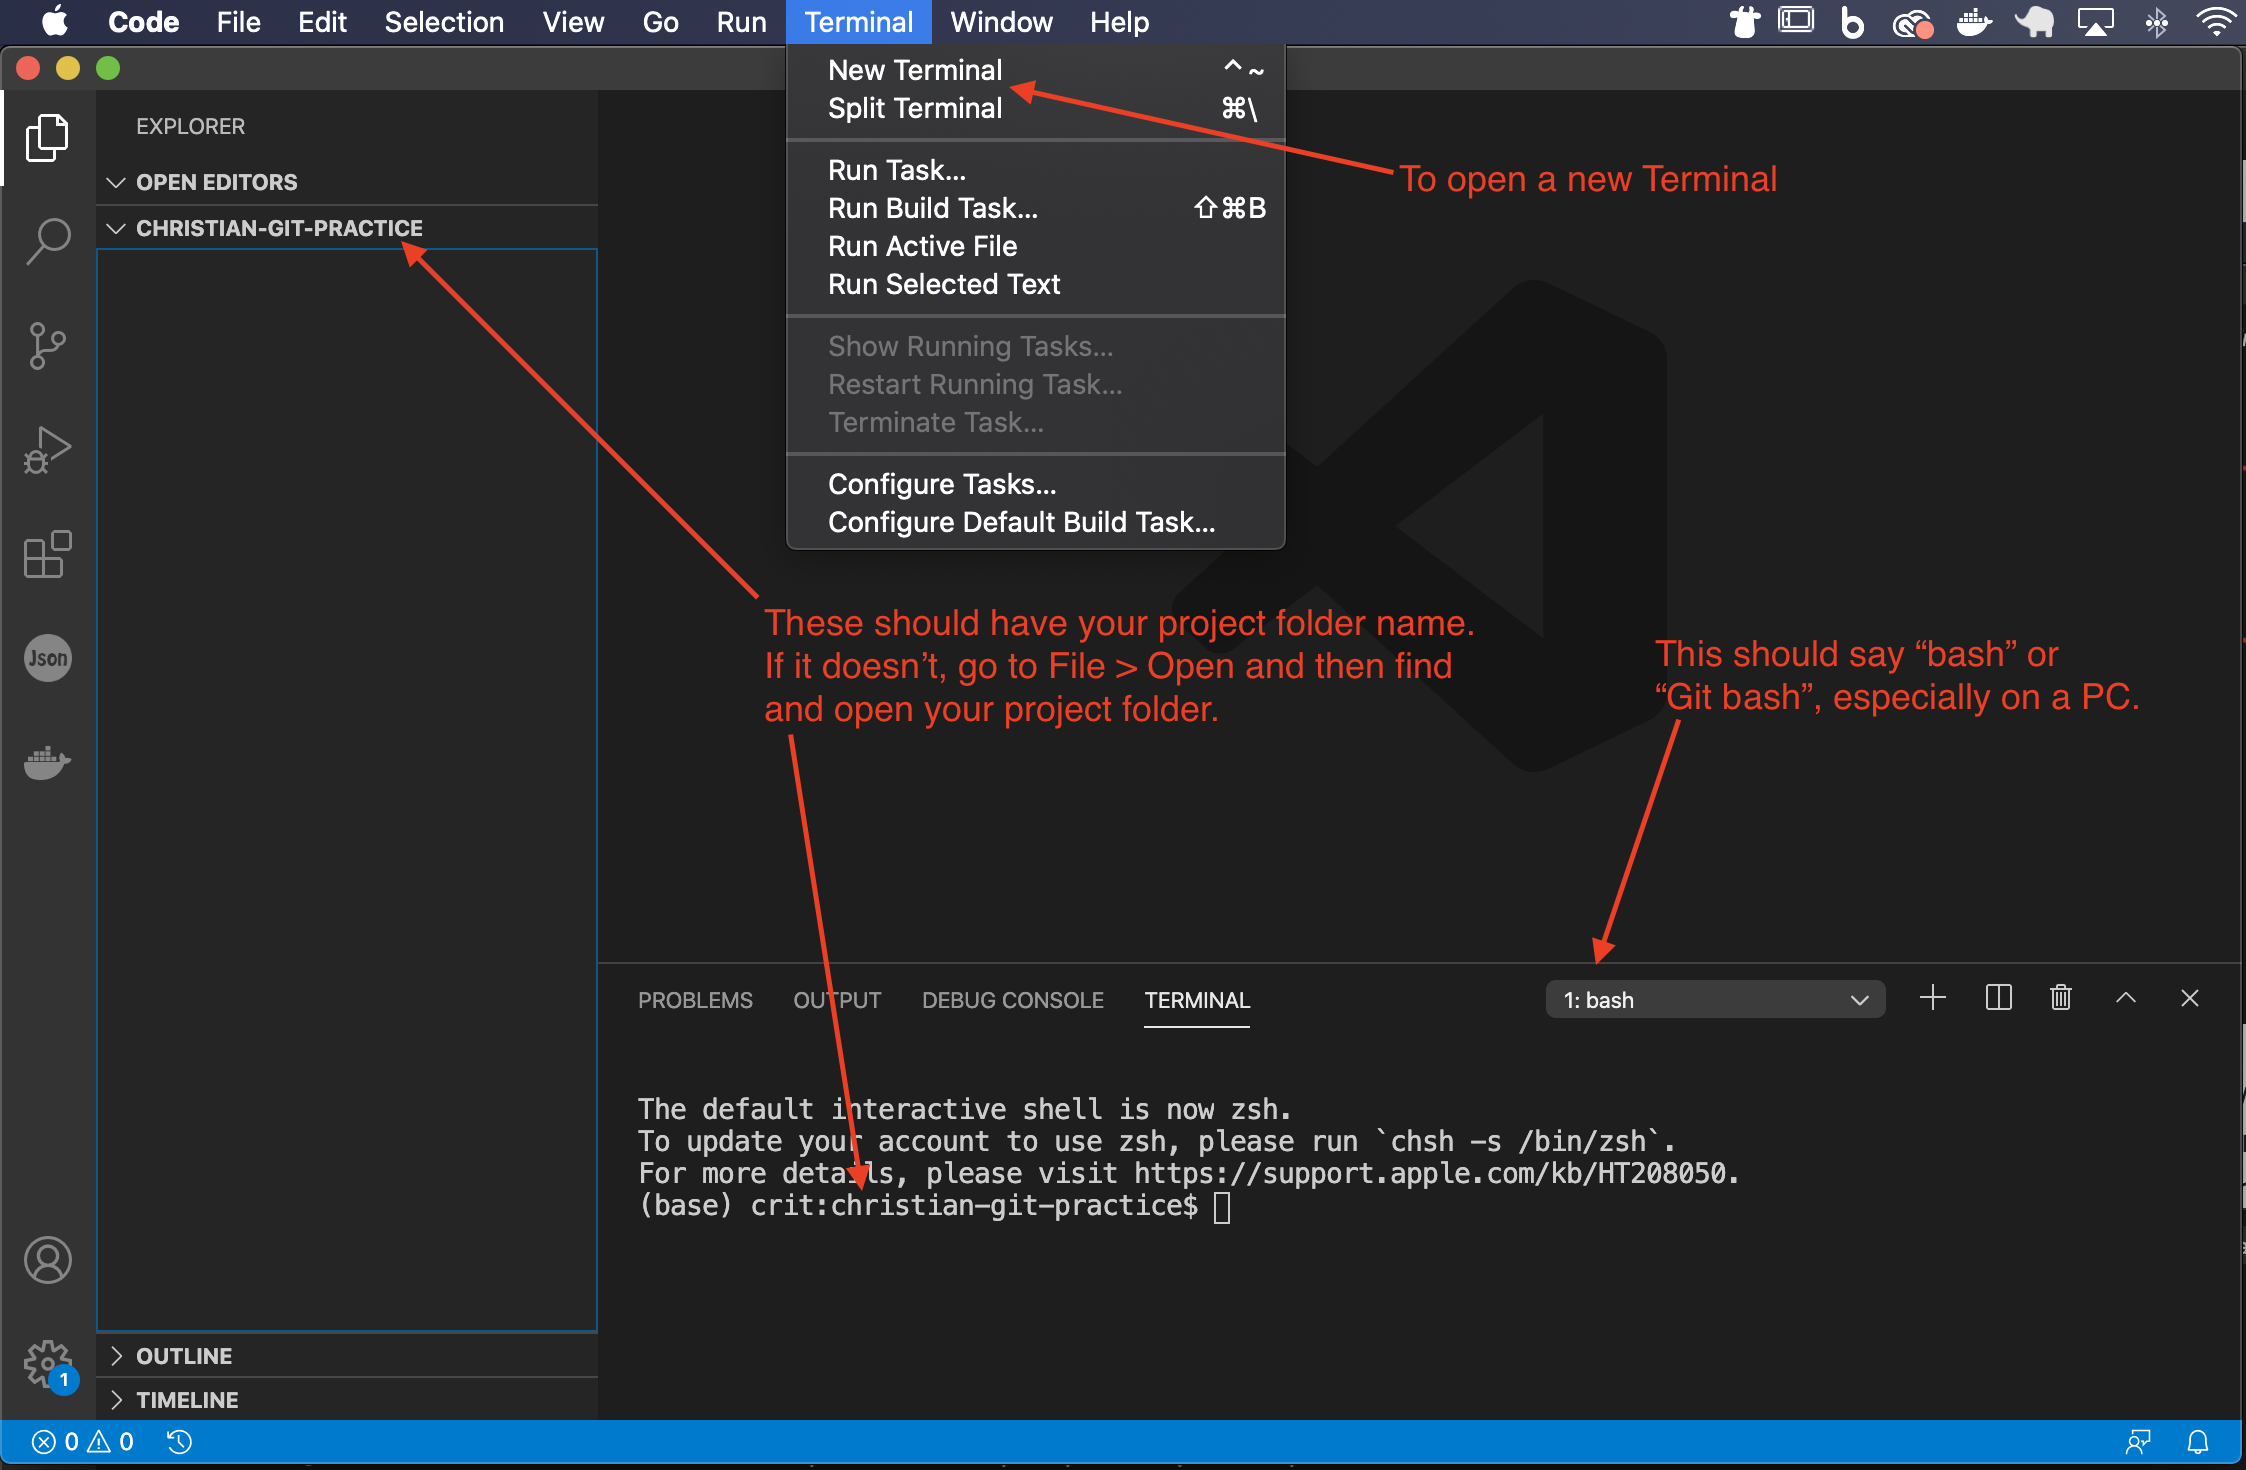 Code File Edit Selection View Go Run Terminal Window Help
New Terminal ^~
Split Terminal ⌘\
Run Task...
Run Build Task... ⇧⌘B
Run Active File
Run Selected Text
Show Running Tasks...
Restart Running Task...
Terminate Task...
Configure Tasks...
Configure Default Build Task...
EXPLORER
OPEN EDITORS
CHRISTIAN-GIT-PRACTICE
Json
OUTLINE
TIMELINE
1
To open a new Terminal
These should have your project folder name.
If it doesn’t, go to File > Open and then find
and open your project folder.
This should say “bash” or
“Git bash”, especially on a PC.
PROBLEMS OUTPUT DEBUG CONSOLE TERMINAL 1: bash
The default interactive shell is now zsh.
To update your account to use zsh, please run `chsh -s /bin/zsh`.
For more details, please visit https://support.apple.com/kb/HT208050.
(base) crit:christian-git-practice$
0 0